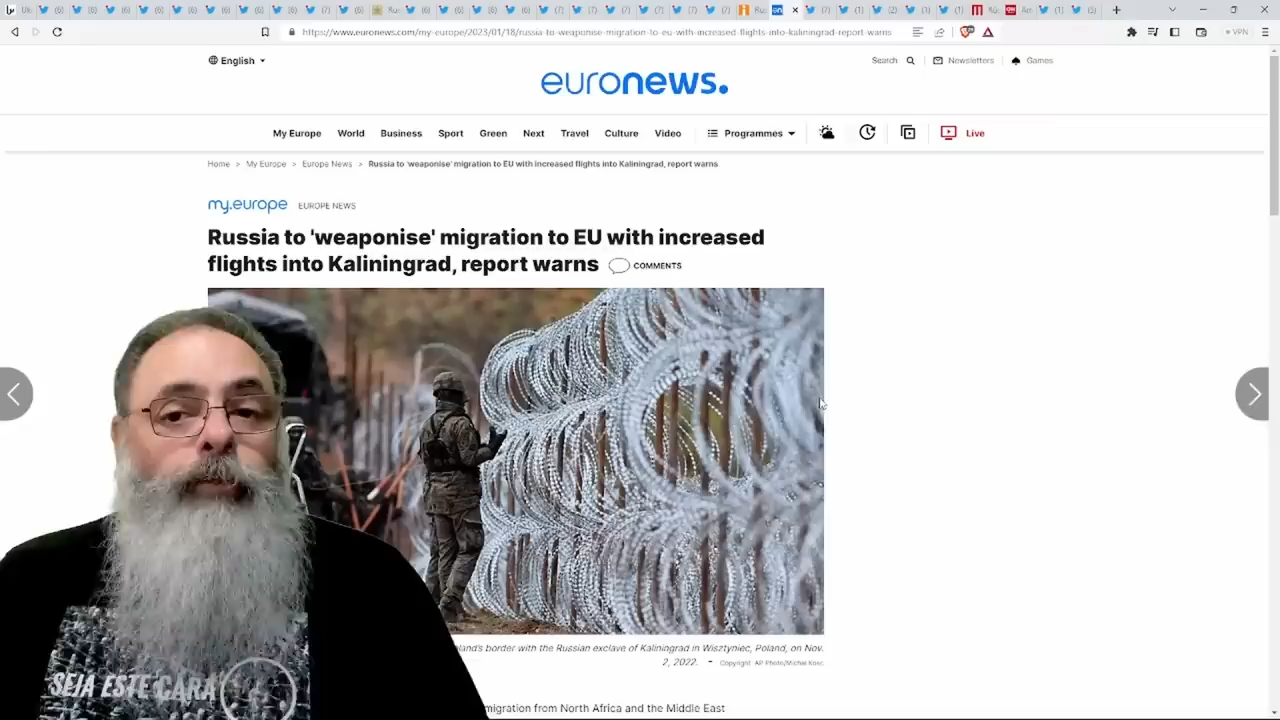 https://www.euronews.com/my-europe/2023/01/18/russia-to-weaponise-migration-to-eu-with-increased-flights-into-kaliningrad-report-warns
VPN
English
Search
Newsletters
Games
euronews.
My Europe World Business Sport Green Next Travel Culture Video Programmes Live
Home > My Europe > Europe News > Russia to 'weaponise' migration to EU with increased flights into Kaliningrad, report warns
my.europe EUROPE NEWS
Russia to 'weaponise' migration to EU with increased
flights into Kaliningrad, report warns COMMENTS
land's border with the Russian exclave of Kaliningrad in Wisztyniec, Poland, on Nov.
2, 2022. - Copyright AP Photo/Michal Kosc
migration from North Africa and the Middle East
SEJA ESTE CARA